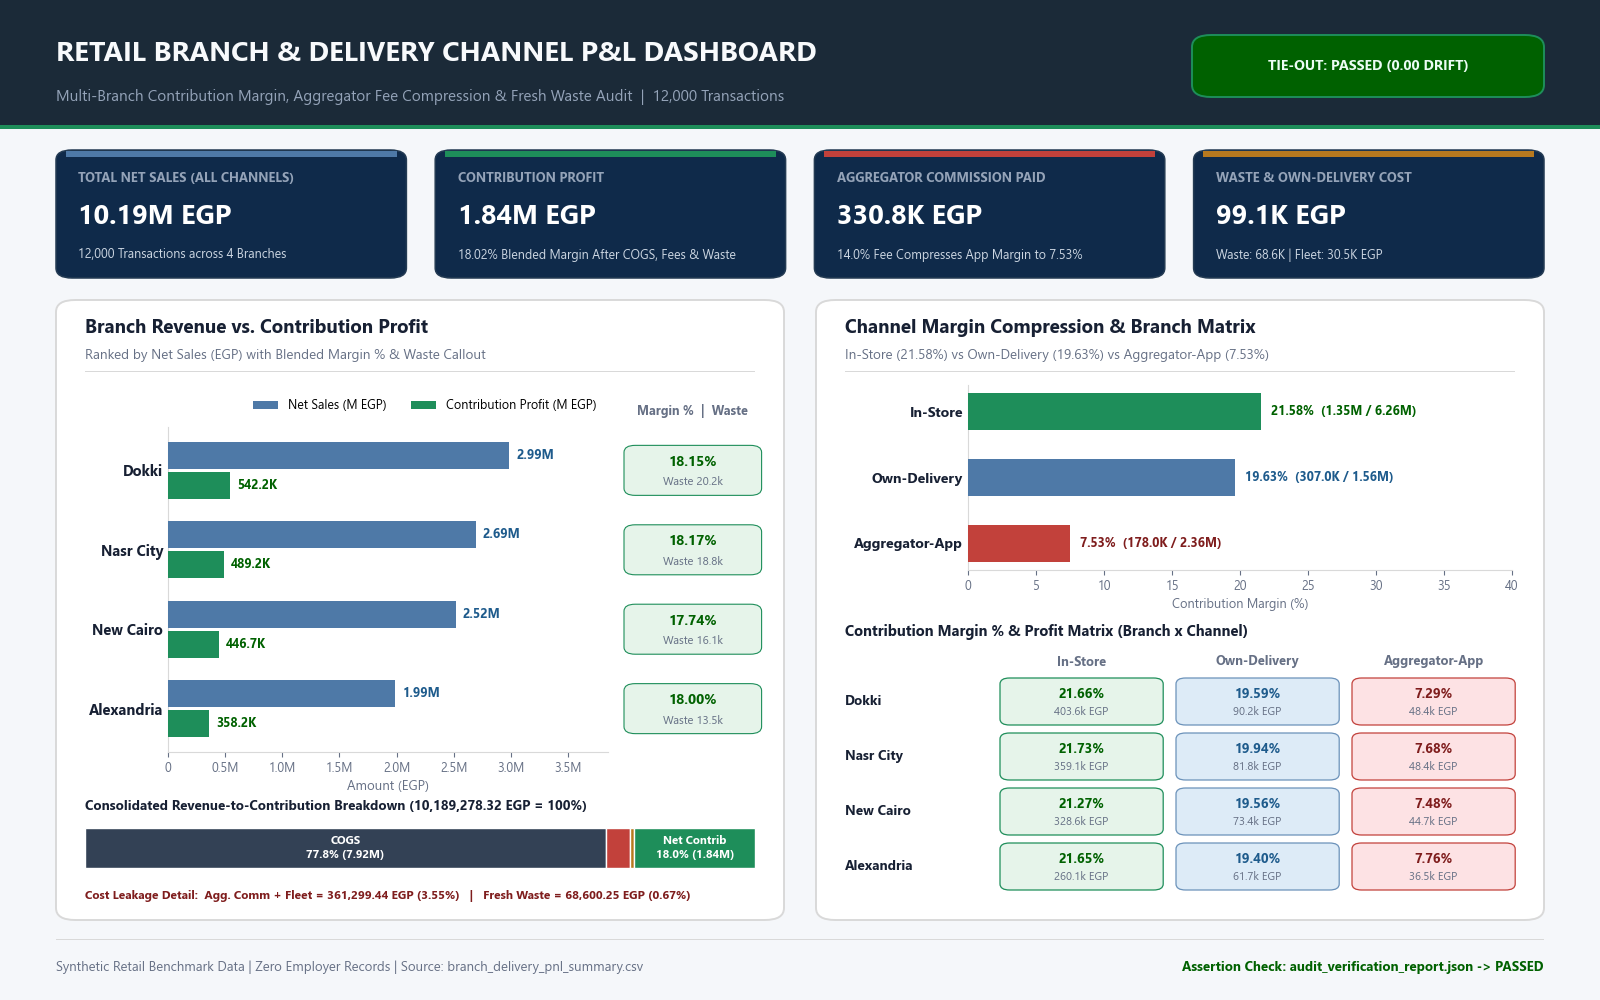 RETAIL BRANCH & DELIVERY CHANNEL P&L DASHBOARD
Multi-Branch Contribution Margin, Aggregator Fee Compression & Fresh Waste Audit | 12,000 Transactions
TIE-OUT: PASSED (0.00 DRIFT)
TOTAL NET SALES (ALL CHANNELS)
10.19M EGP
12,000 Transactions across 4 Branches
CONTRIBUTION PROFIT
1.84M EGP
18.02% Blended Margin After COGS, Fees & Waste
AGGREGATOR COMMISSION PAID
330.8K EGP
14.0% Fee Compresses App Margin to 7.53%
WASTE & OWN-DELIVERY COST
99.1K EGP
Waste: 68.6K | Fleet: 30.5K EGP
Branch Revenue vs. Contribution Profit
Ranked by Net Sales (EGP) with Blended Margin % & Waste Callout
Net Sales (M EGP) Contribution Profit (M EGP) Margin % | Waste
Dokki
2.99M
542.2K
18.15%
Waste 20.2k
Nasr City
2.69M
489.2K
18.17%
Waste 18.8k
New Cairo
2.52M
446.7K
17.74%
Waste 16.1k
Alexandria
1.99M
358.2K
18.00%
Waste 13.5k
0 0.5M 1.0M 1.5M 2.0M 2.5M 3.0M 3.5M
Amount (EGP)
Consolidated Revenue-to-Contribution Breakdown (10,189,278.32 EGP = 100%)
COGS
77.8% (7.92M)
Net Contrib
18.0% (1.84M)
Cost Leakage Detail: Agg. Comm + Fleet = 361,299.44 EGP (3.55%) | Fresh Waste = 68,600.25 EGP (0.67%)
Channel Margin Compression & Branch Matrix
In-Store (21.58%) vs Own-Delivery (19.63%) vs Aggregator-App (7.53%)
In-Store 21.58% (1.35M / 6.26M)
Own-Delivery 19.63% (307.0K / 1.56M)
Aggregator-App 7.53% (178.0K / 2.36M)
0 5 10 15 20 25 30 35 40
Contribution Margin (%)
Contribution Margin % & Profit Matrix (Branch x Channel)
In-Store Own-Delivery Aggregator-App
Dokki
21.66% 19.59% 7.29%
403.6k EGP 90.2k EGP 48.4k EGP
Nasr City
21.73% 19.94% 7.68%
359.1k EGP 81.8k EGP 48.4k EGP
New Cairo
21.27% 19.56% 7.48%
328.6k EGP 73.4k EGP 44.7k EGP
Alexandria
21.65% 19.40% 7.76%
260.1k EGP 61.7k EGP 36.5k EGP
Synthetic Retail Benchmark Data | Zero Employer Records | Source: branch_delivery_pnl_summary.csv
Assertion Check: audit_verification_report.json -> PASSED